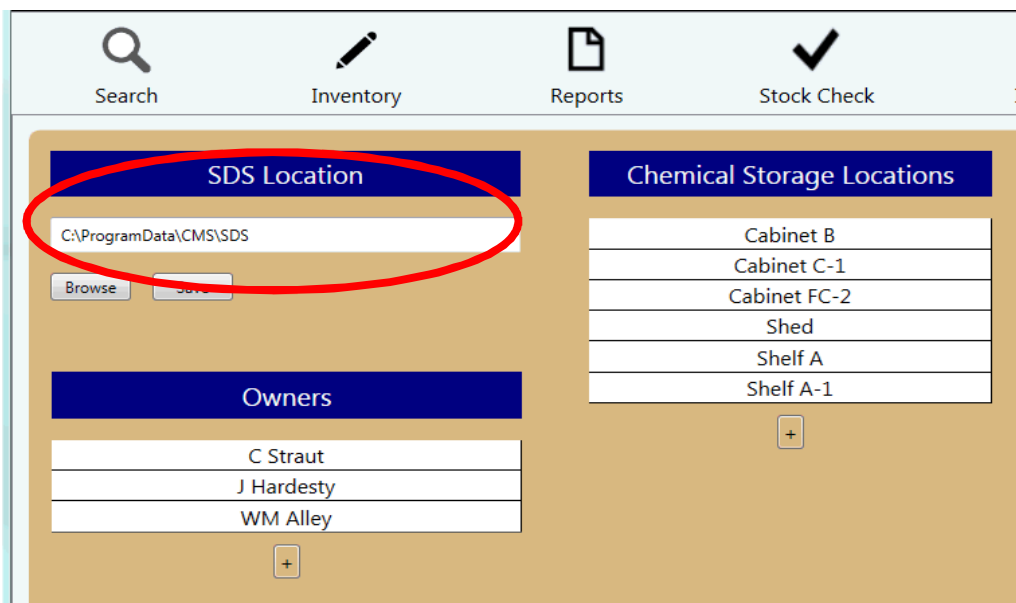 Search
Inventory
Reports
Stock Check
SDS Location
C:\ProgramData\CMS\SDS
Browse
Save
Owners
C Straut
J Hardesty
WM Alley
+
Chemical Storage Locations
Cabinet B
Cabinet C-1
Cabinet FC-2
Shed
Shelf A
Shelf A-1
+